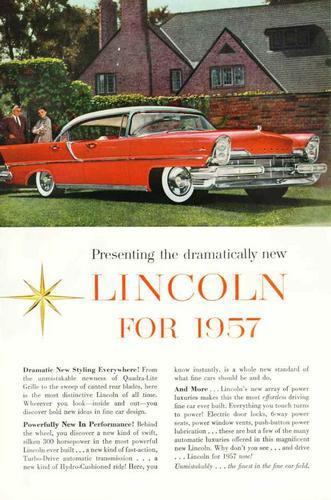 Presenting the dramatically new
LINCOLN
FOR 1957
Dramatic New Styling Everywhere! From
the unmistakable newness of Quadra-Lite
Grille to the sweep of canted rear blades, here
is the most distinctive Lincoln of all time.
Wherever you look—inside and out—you
discover bold new ideas in fine car design.
Powerfully New in Performance! Behind
the wheel, you discover a new kind of swift,
silken 300 horsepower in the most powerful
Lincoln ever built ... a new kind of fast-action,
Turbo-Drive automatic transmission . . . a
new kind of Hydro-Cushioned ride! Here, you
know instantly, is a whole new standard of
what fine cars should be and do.
And More . . . Lincoln's new array of power
luxuries makes this the most effortless driving
fine car ever built. Everything you touch turns
to power! Electric door locks, 6-way power
seats, power window vents, push-button power
lubrication ... these are but a few of the many
automatic luxuries offered in this magnificent
new Lincoln. Why don't you see . . . and drive
. . . Lincoln for 1957 now!
Unmistakably . . . the finest in the fine car field.